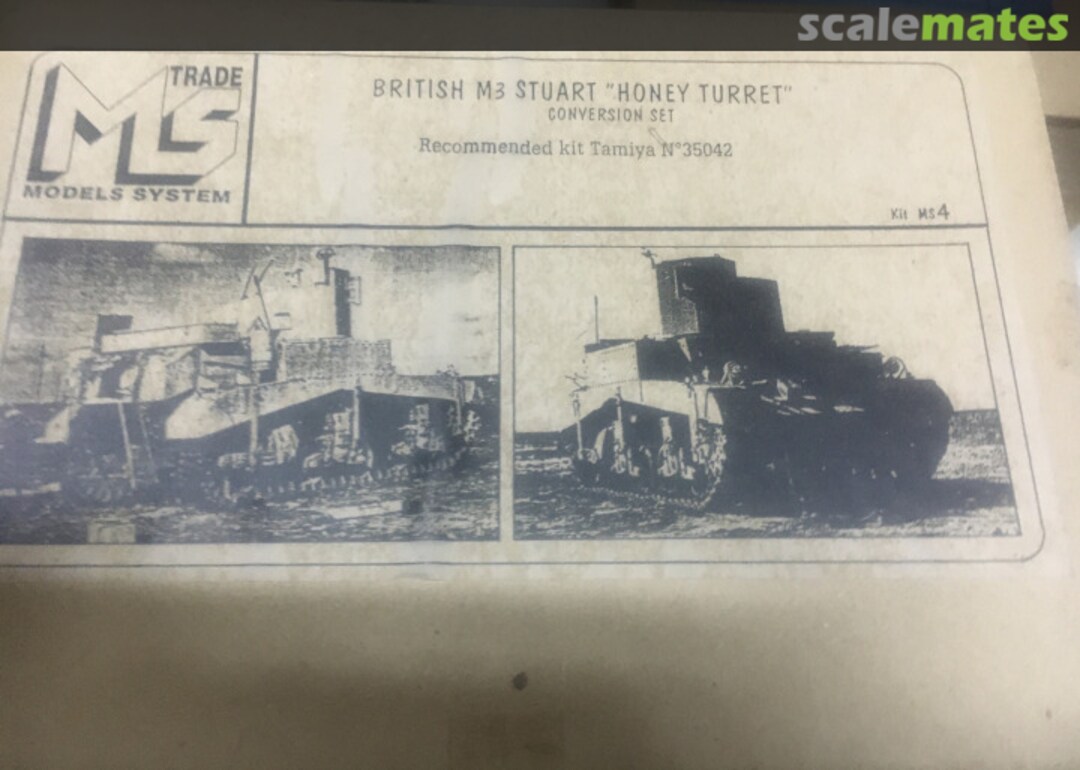 scalemates
TRADE
MS
MODELS SYSTEM
BRITISH M3 STUART "HONEY TURRET"
CONVERSION SET
Recommended kit Tamiya N°35042
Kit MS4